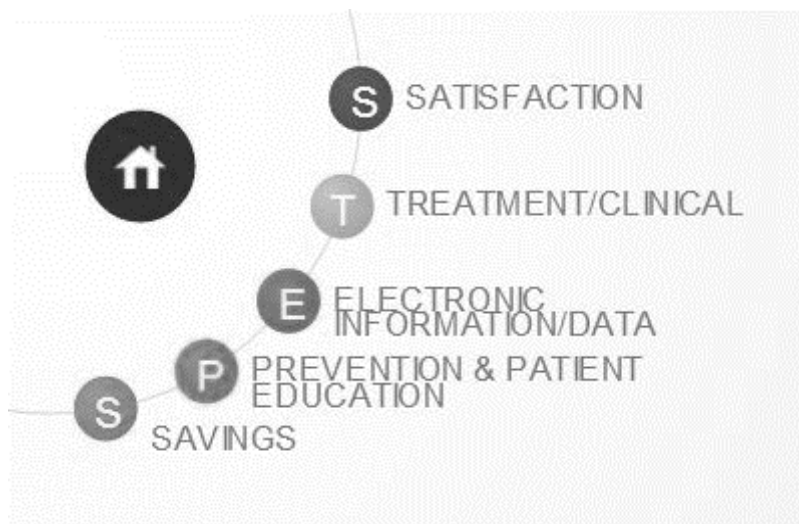 S SATISFACTION
T TREATMENT/CLINICAL
E ELECTRONIC
INFORMATION/DATA
P PREVENTION & PATIENT
EDUCATION
S SAVINGS